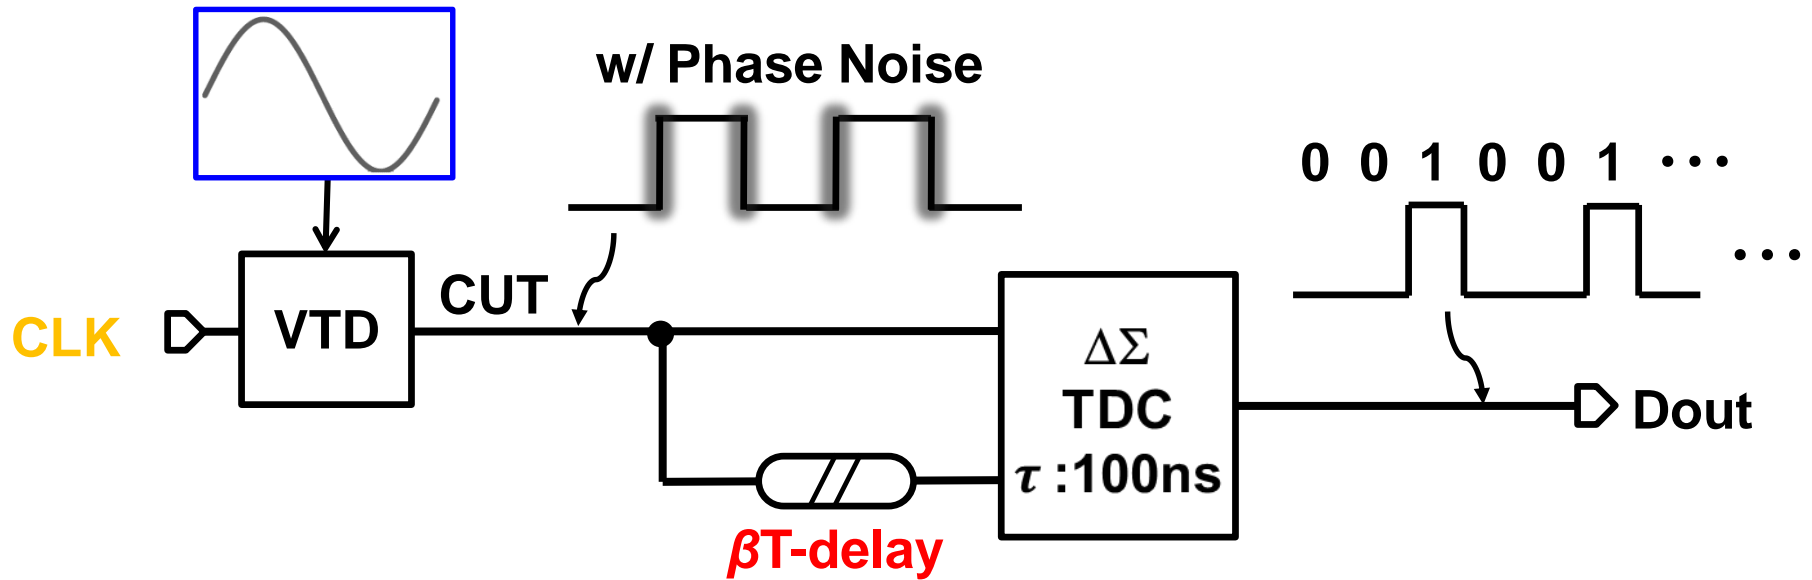 w/ Phase Noise
0 0 1 0 0 1 ···
···
CUT
CLK
VTD
ΔΣ
TDC
τ :100ns
Dout
βT-delay